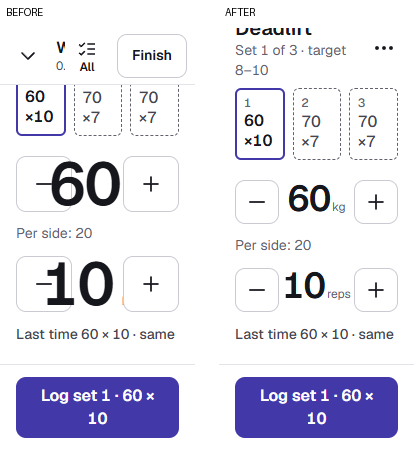 BEFORE
0.
All
Finish
60
×10
70
×7
70
×7
60
Per side: 20
10
Last time 60 × 10 · same
Log set 1 · 60 ×
10
AFTER
Deadlift
Set 1 of 3 · target
8–10
1
60
×10
2
70
×7
3
70
×7
60 kg
Per side: 20
10 reps
Last time 60 × 10 · same
Log set 1 · 60 ×
10